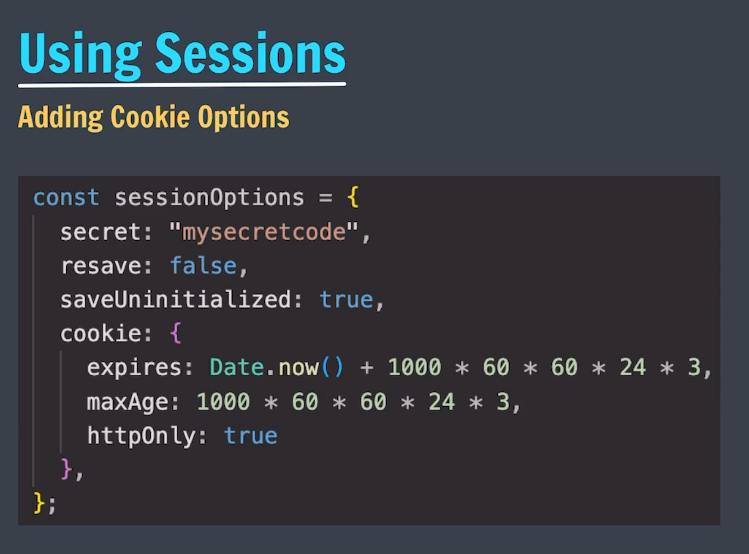 Using Sessions
Adding Cookie Options
const sessionOptions = {
  secret: "mysecretcode",
  resave: false,
  saveUninitialized: true,
  cookie: {
    expires: Date.now() + 1000 * 60 * 60 * 24 * 3,
    maxAge: 1000 * 60 * 60 * 24 * 3,
    httpOnly: true
  },
};